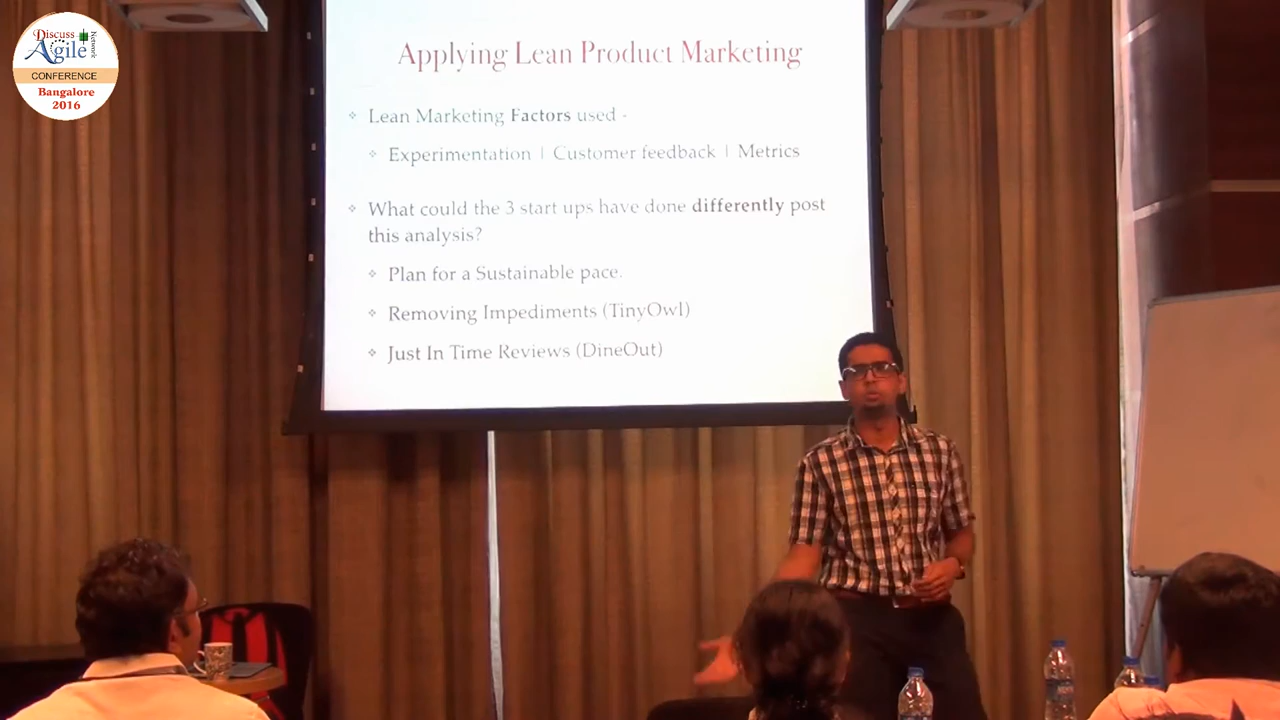 Discuss
Agile
Network
CONFERENCE
Bangalore
2016
Applying Lean Product Marketing
Lean Marketing Factors used -
Experimentation | Customer feedback | Metrics
What could the 3 start ups have done differently post
this analysis?
Plan for a Sustainable pace.
Removing Impediments (TinyOwl)
Just In Time Reviews (DineOut)